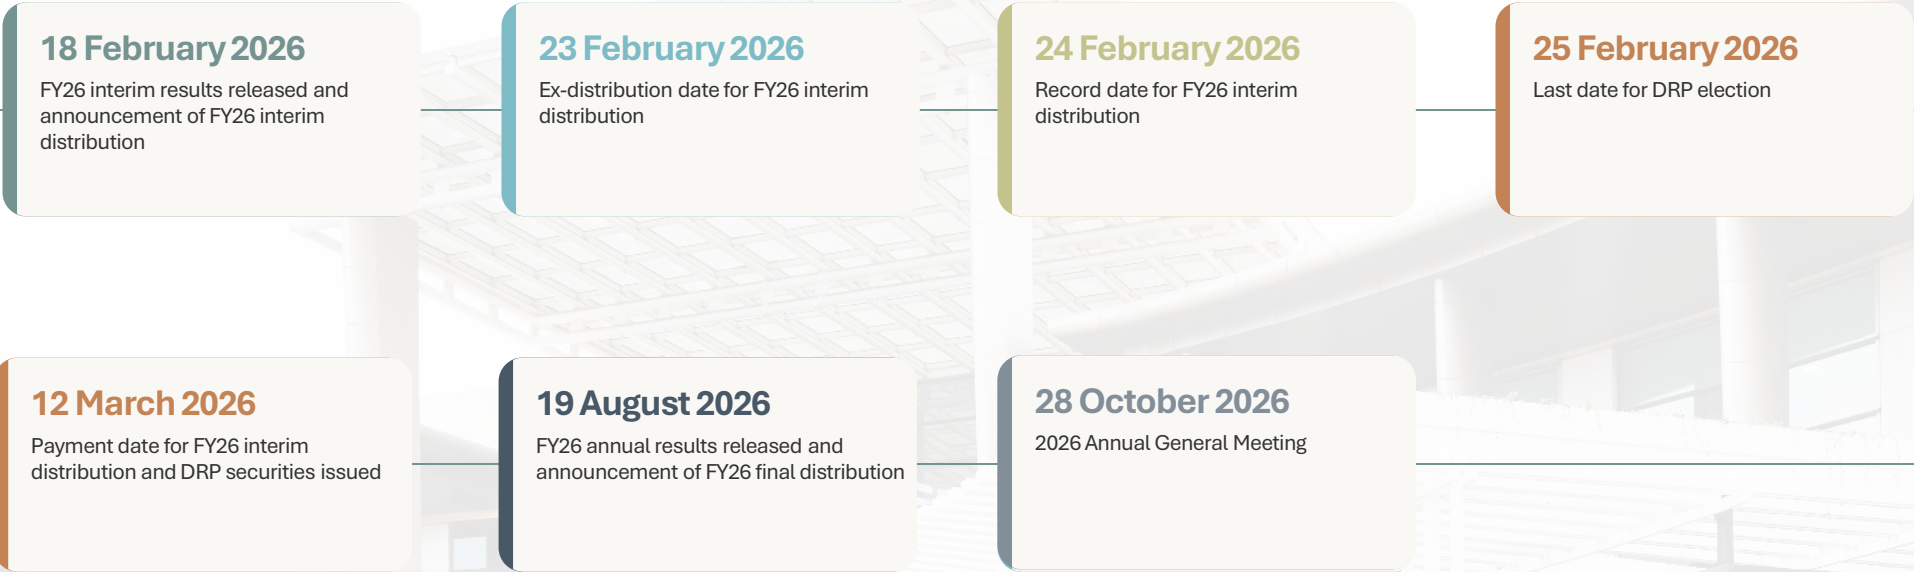 18 February 2026
FY26 interim results released and
announcement of FY26 interim
distribution
23 February 2026
Ex-distribution date for FY26 interim
distribution
24 February 2026
Record date for FY26 interim
distribution
25 February 2026
Last date for DRP election
12 March 2026
Payment date for FY26 interim
distribution and DRP securities issued
19 August 2026
FY26 annual results released and
announcement of FY26 final distribution
28 October 2026
2026 Annual General Meeting